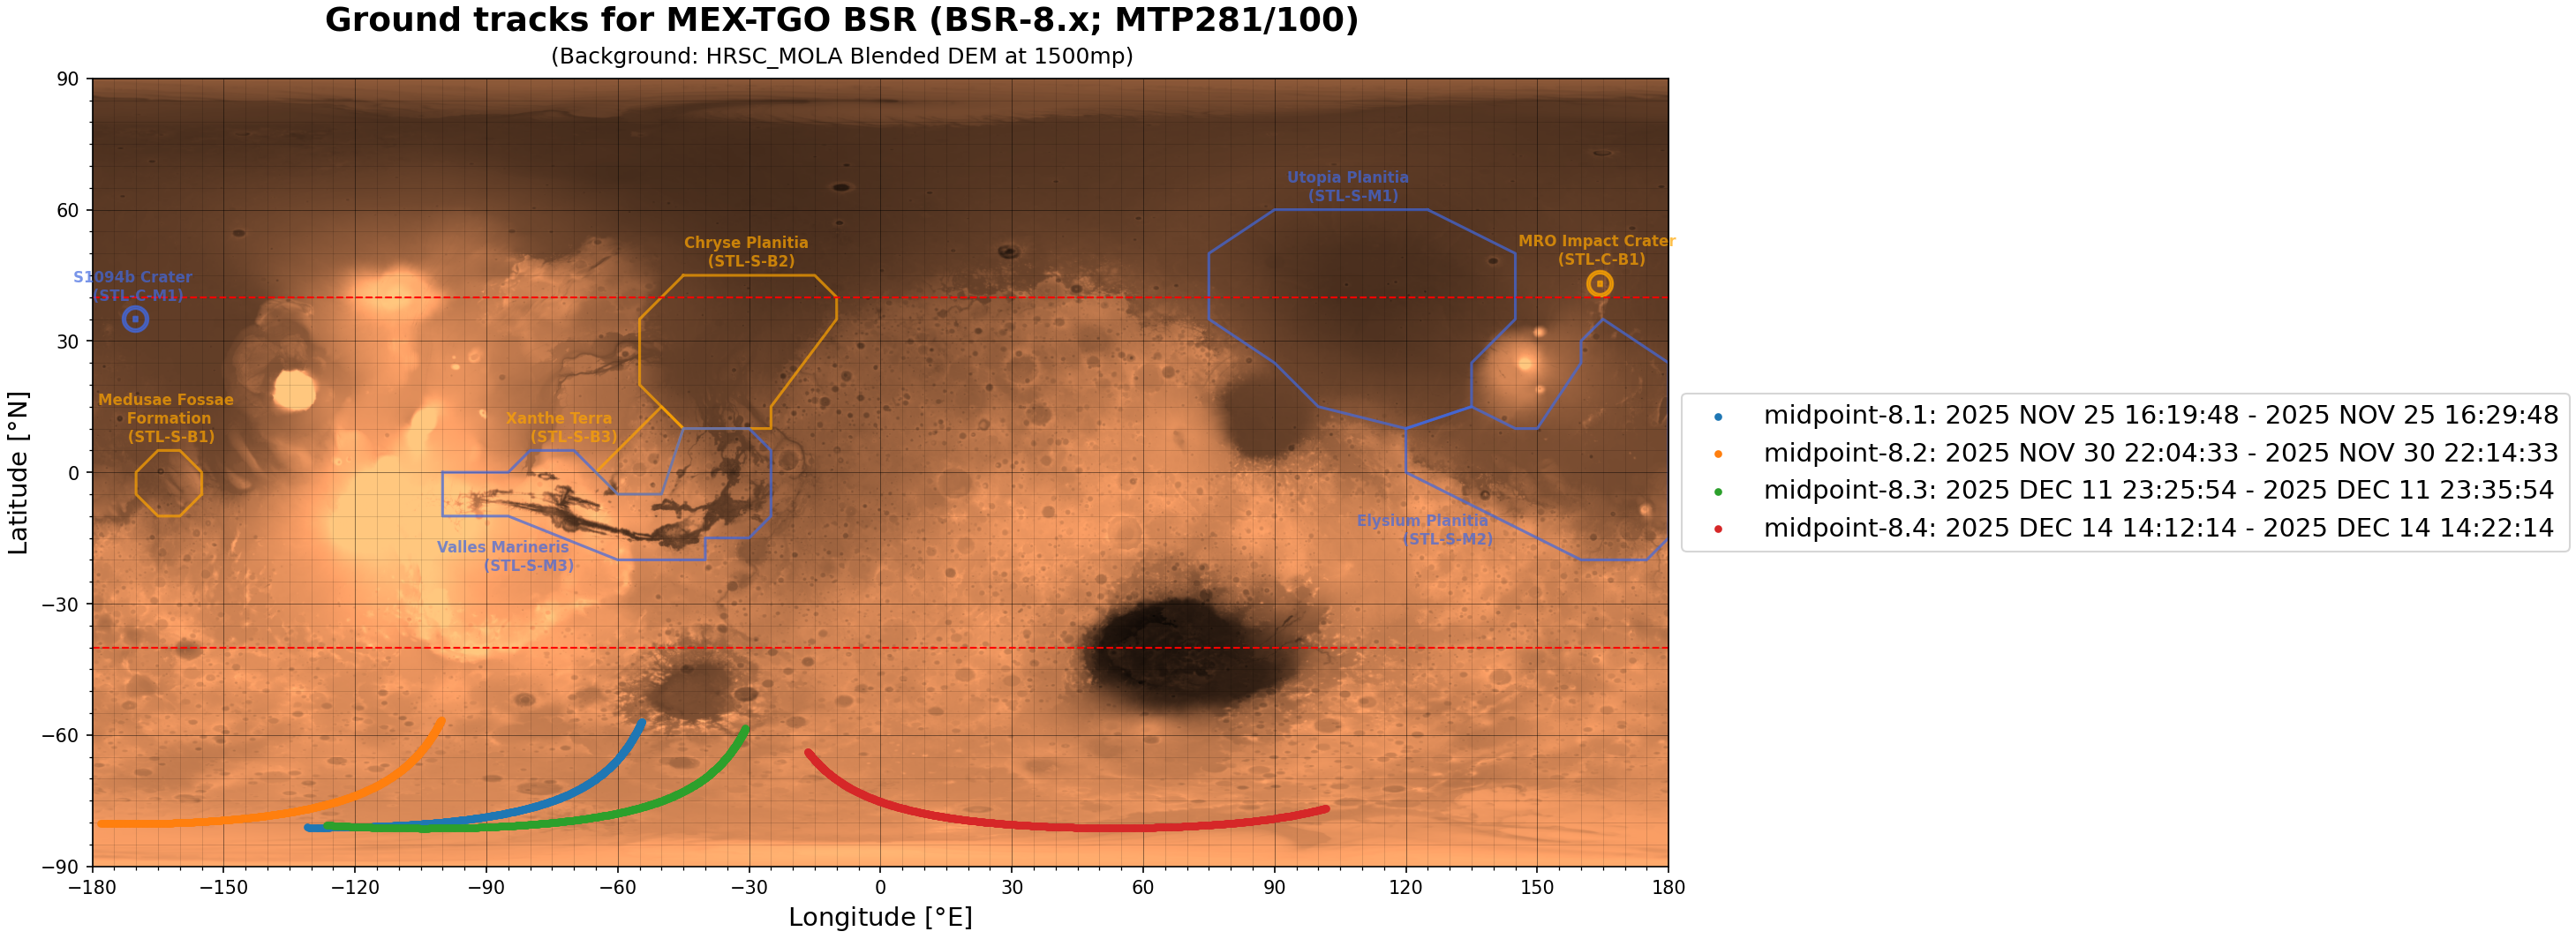 Ground tracks for MEX-TGO BSR (BSR-8.x; MTP281/100)
(Background: HRSC_MOLA Blended DEM at 1500mp)
Latitude [°N]
90
60
30
0
−30
−60
−90
Utopia Planitia
(STL-S-M1)
Chryse Planitia
(STL-S-B2)
MRO Impact Crater
(STL-C-B1)
S1094b Crater
(STL-C-M1)
Medusae Fossae
Formation
(STL-S-B1)
Xanthe Terra
(STL-S-B3)
Valles Marineris
(STL-S-M3)
Elysium Planitia
(STL-S-M2)
−180 −150 −120 −90 −60 −30 0 30 60 90 120 150 180
Longitude [°E]
midpoint-8.1: 2025 NOV 25 16:19:48 - 2025 NOV 25 16:29:48
midpoint-8.2: 2025 NOV 30 22:04:33 - 2025 NOV 30 22:14:33
midpoint-8.3: 2025 DEC 11 23:25:54 - 2025 DEC 11 23:35:54
midpoint-8.4: 2025 DEC 14 14:12:14 - 2025 DEC 14 14:22:14